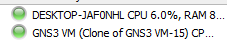 DESKTOP-JAF0NHL CPU 6.0%, RAM 8...
GNS3 VM (Clone of GNS3 VM-15) CP...